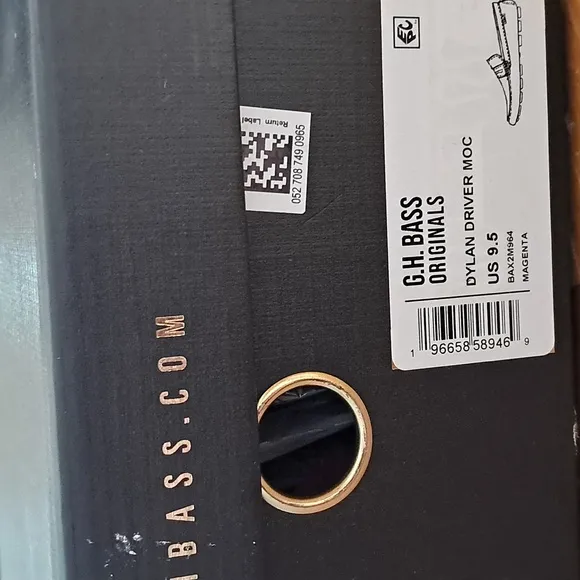 G.H. BASS
ORIGINALS
DYLAN DRIVER MOC
US 9.5
BAX2M964
MAGENTA
1 96658 58946 9
Return Label
052 708 749 0965
BASS.COM